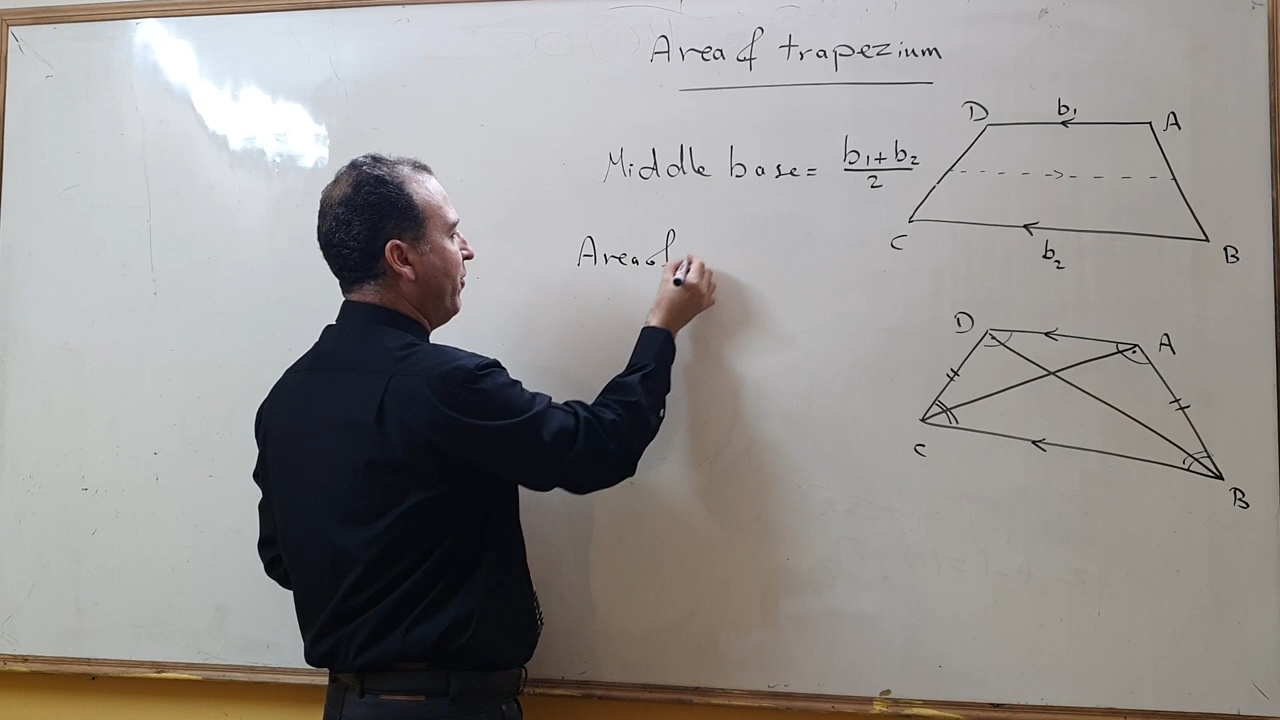 Area of trapezium
Middle base = b₁+b₂/2
Area of
D b₁ A
C b₂ B
D A
C B